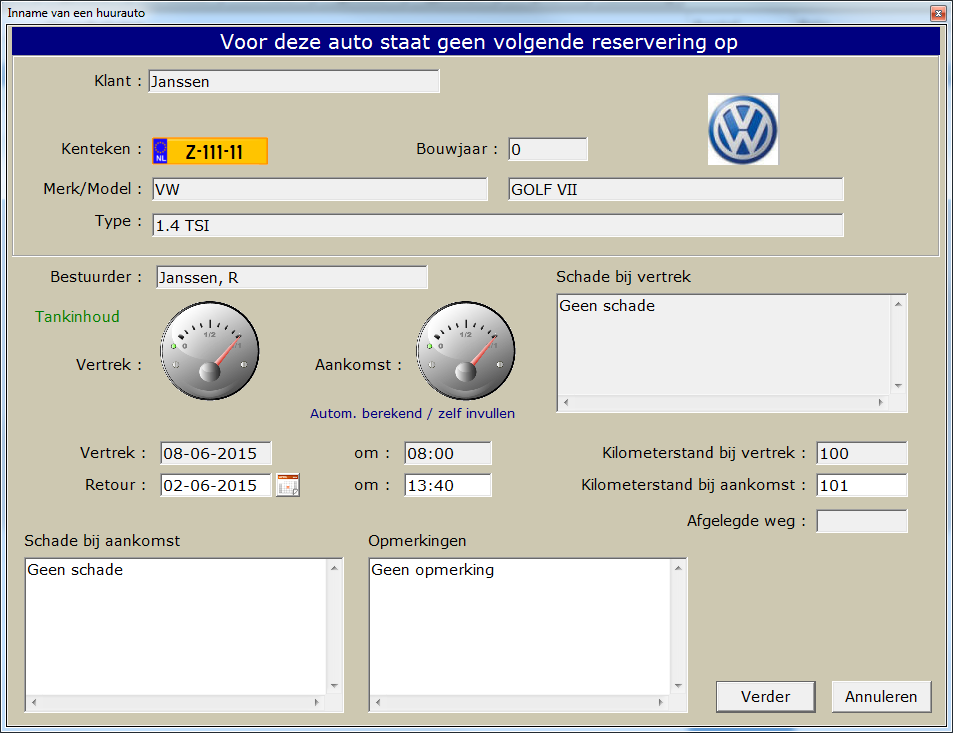 Inname van een huurauto
Voor deze auto staat geen volgende reservering op
Klant : Janssen
Kenteken : NL Z-111-11 Bouwjaar : 0
Merk/Model : VW GOLF VII
Type : 1.4 TSI
Bestuurder : Janssen, R
Schade bij vertrek
Geen schade
Tankinhoud
Vertrek : 0 1/2 1
Aankomst : 0 1/2 1
Autom. berekend / zelf invullen
Vertrek : 08-06-2015 om : 08:00 Kilometerstand bij vertrek : 100
Retour : 02-06-2015 om : 13:40 Kilometerstand bij aankomst : 101
Afgelegde weg :
Schade bij aankomst
Geen schade
Opmerkingen
Geen opmerking
Verder Annuleren